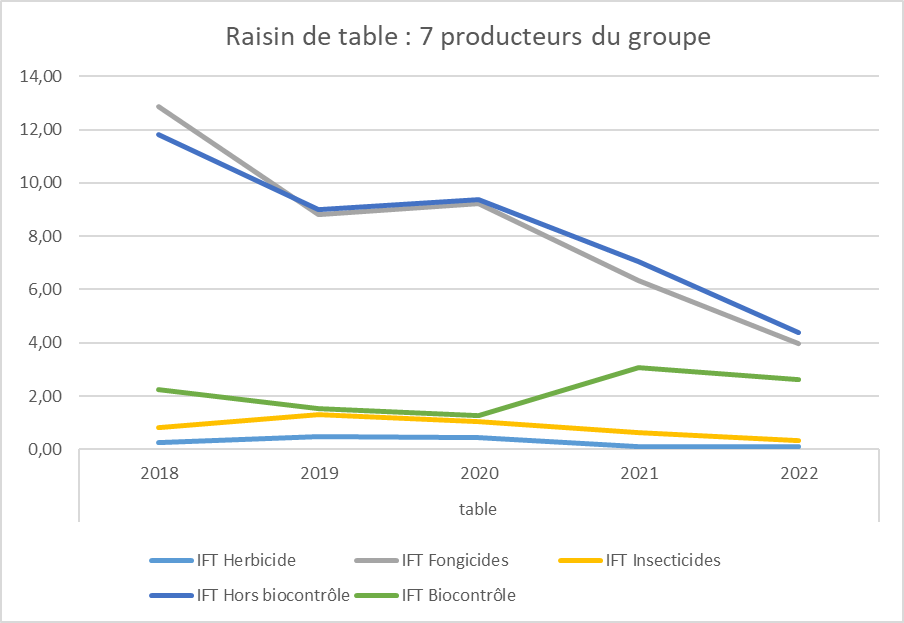 Raisin de table : 7 producteurs du groupe
14,00
12,00
10,00
8,00
6,00
4,00
2,00
0,00
2018 2019 2020 2021 2022
table
IFT Herbicide IFT Fongicides IFT Insecticides
IFT Hors biocontrôle IFT Biocontrôle